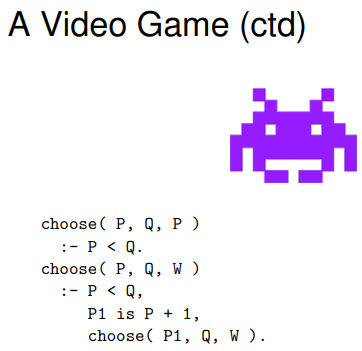 A Video Game (ctd)
choose( P, Q, P )
:- P < Q.
choose( P, Q, W )
:- P < Q,
P1 is P + 1,
choose( P1, Q, W ).